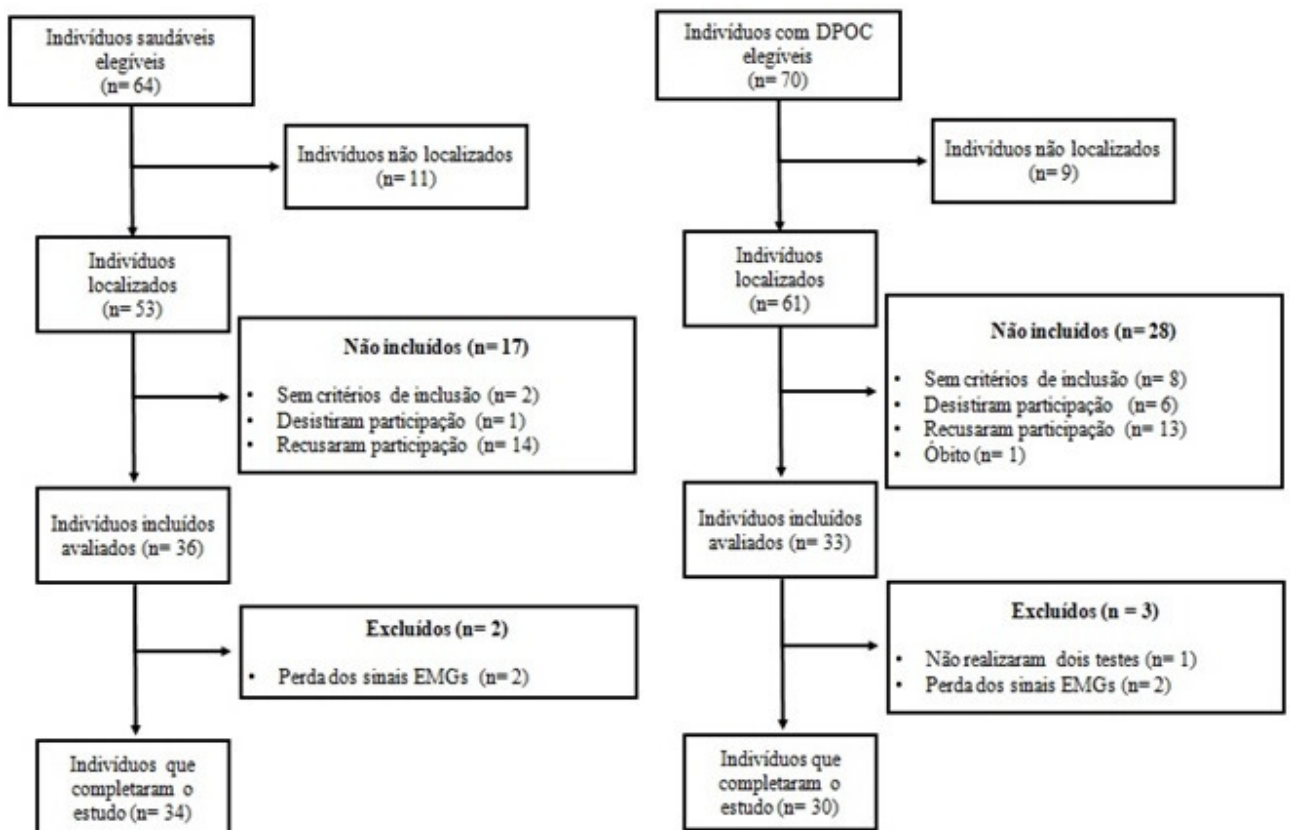 Indivíduos saudáveis
elegíveis
(n= 64)
Indivíduos não localizados
(n= 11)
Indivíduos
localizados
(n= 53)
Não incluídos (n= 17)
• Sem critérios de inclusão (n= 2)
• Desistiram participação (n= 1)
• Recusaram participação (n= 14)
Indivíduos incluídos
avaliados (n= 36)
Excluídos (n= 2)
• Perda dos sinais EMGs (n= 2)
Indivíduos que
completaram o
estudo (n= 34)
Indivíduos com DPOC
elegíveis
(n= 70)
Indivíduos não localizados
(n= 9)
Indivíduos
localizados
(n= 61)
Não incluídos (n= 28)
• Sem critérios de inclusão (n= 8)
• Desistiram participação (n= 6)
• Recusaram participação (n= 13)
• Óbito (n= 1)
Indivíduos incluídos
avaliados (n= 33)
Excluídos (n = 3)
• Não realizaram dois testes (n= 1)
• Perda dos sinais EMGs (n= 2)
Indivíduos que
completaram o
estudo (n= 30)